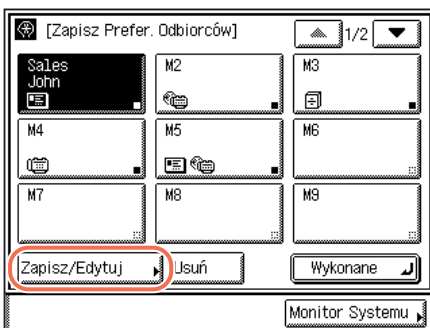 [Zapisz Prefer. Odbiorców]
1/2
Sales
John
M2
M3
M4
M5
M6
M7
M8
M9
Zapisz/Edytuj
Usuń
Wykonane
Monitor Systemu